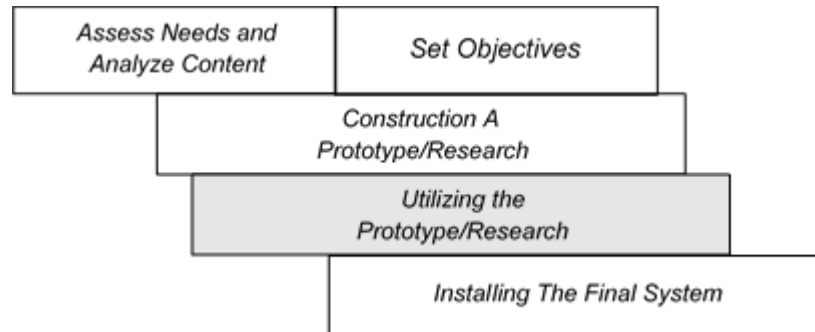 Assess Needs and
Analyze Content
Set Objectives
Construction A
Prototype/Research
Utilizing the
Prototype/Research
Installing The Final System